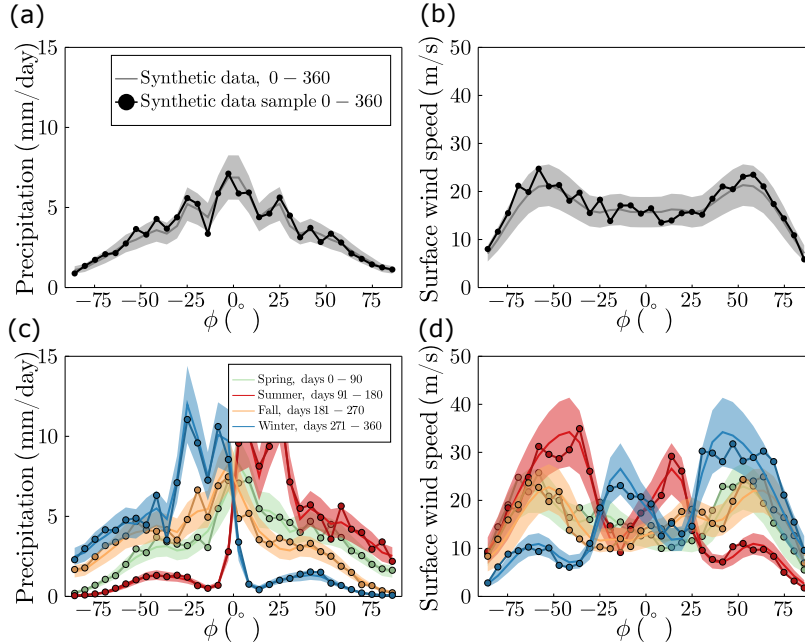 (a)
(b)
Precipitation (mm/day)
15
10
5
0
Synthetic data, 0 − 360
Synthetic data sample 0 − 360
−75 −50 −25 0 25 50 75
ϕ (°)
Surface wind speed (m/s)
50
40
30
20
10
0
−75 −50 −25 0 25 50 75
ϕ (°)
(c)
(d)
Precipitation (mm/day)
15
10
5
0
Spring, days 0 − 90
Summer, days 91 − 180
Fall, days 181 − 270
Winter, days 271 − 360
−75 −50 −25 0 25 50 75
ϕ (°)
Surface wind speed (m/s)
50
40
30
20
10
0
−75 −50 −25 0 25 50 75
ϕ (°)